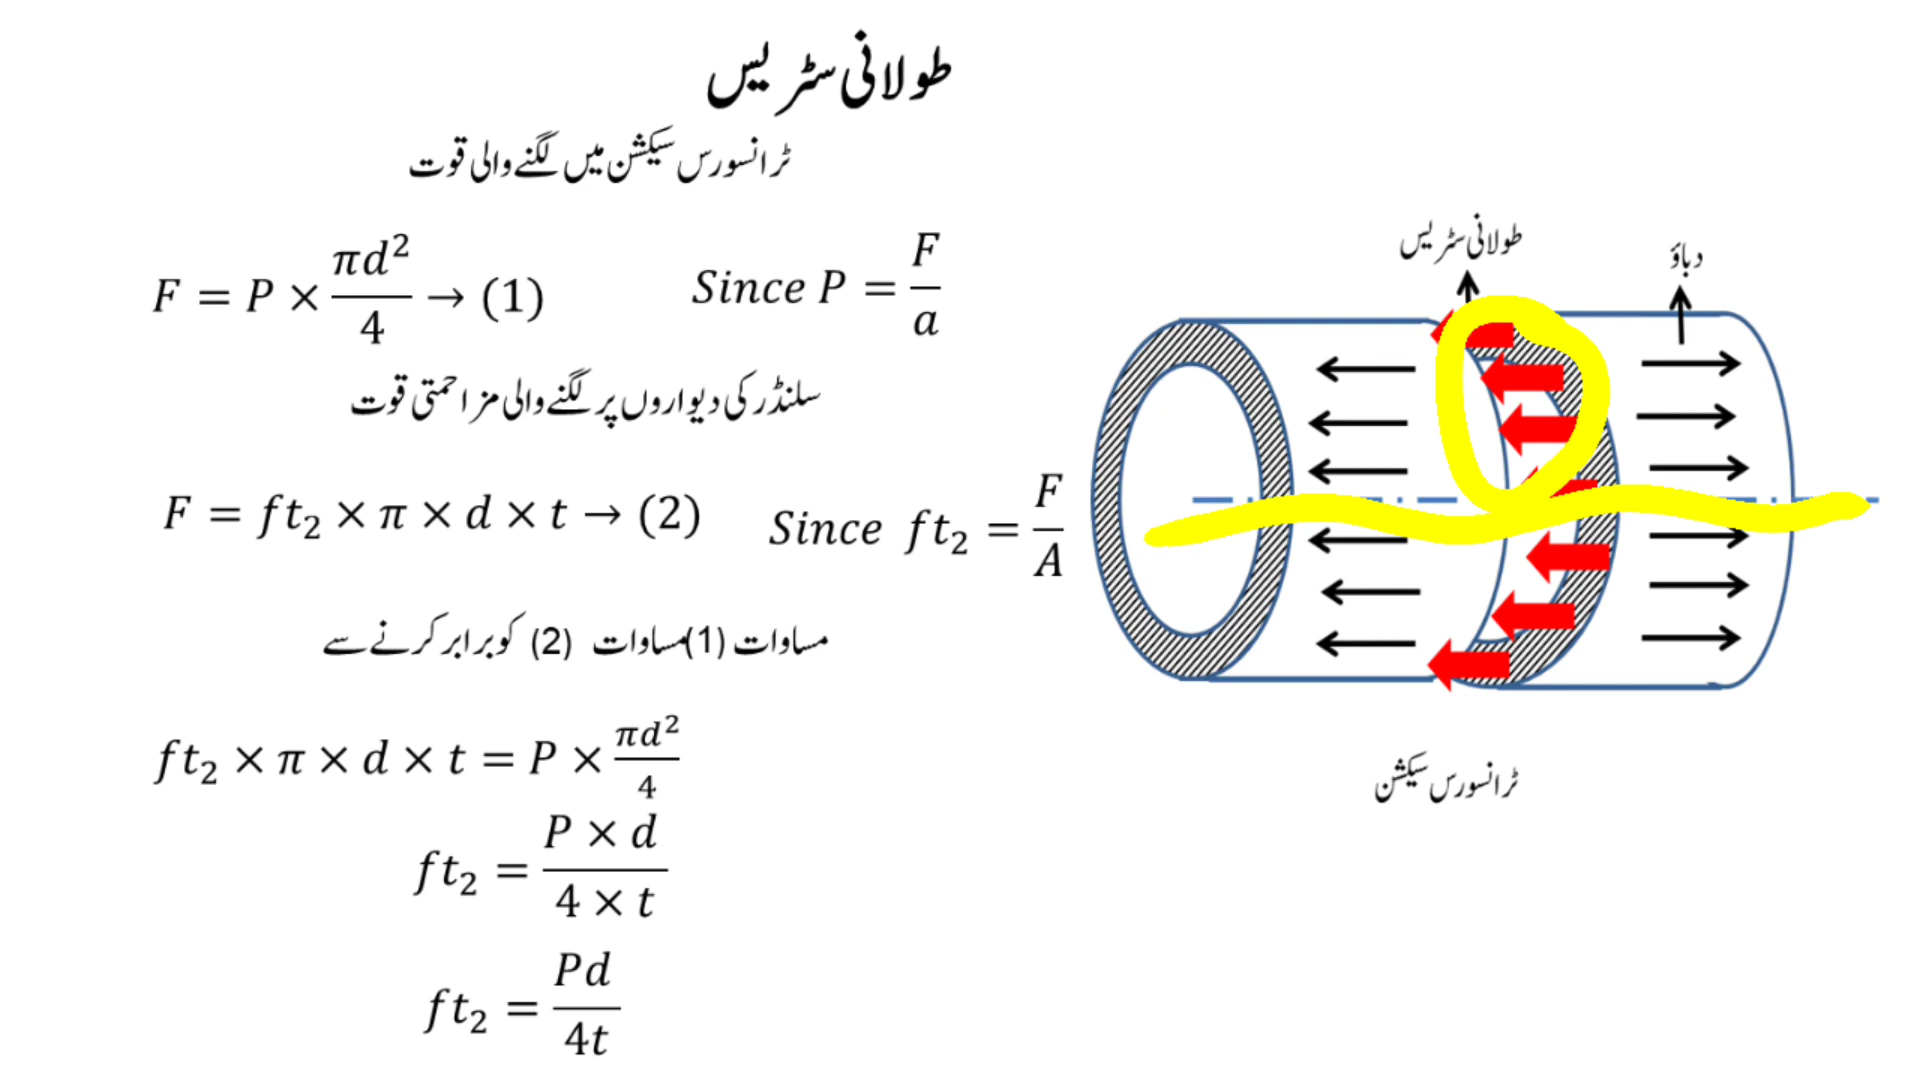 طولانی سٹریس
ٹرانسورس سیکشن میں لگنے والی قوت
F = P × πd²/4 → (1) Since P = F/a
سلنڈر کی دیواروں پر لگنے والی مزاحمتی قوت
F = ft₂ × π × d × t → (2) Since ft₂ = F/A
مساوات (1) مساوات (2) کو برابر کرنے سے
ft₂ × π × d × t = P × πd²/4
ft₂ = P × d / 4 × t
ft₂ = Pd/4t
طولانی سٹریس
دباؤ
ٹرانسورس سیکشن